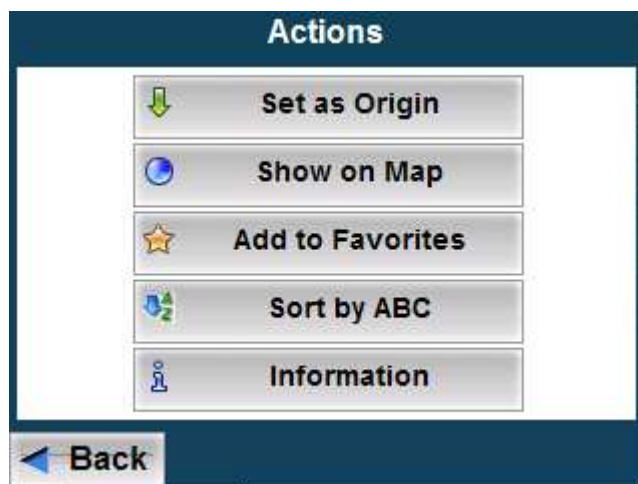 Actions
Set as Origin
Show on Map
Add to Favorites
Sort by ABC
Information
Back